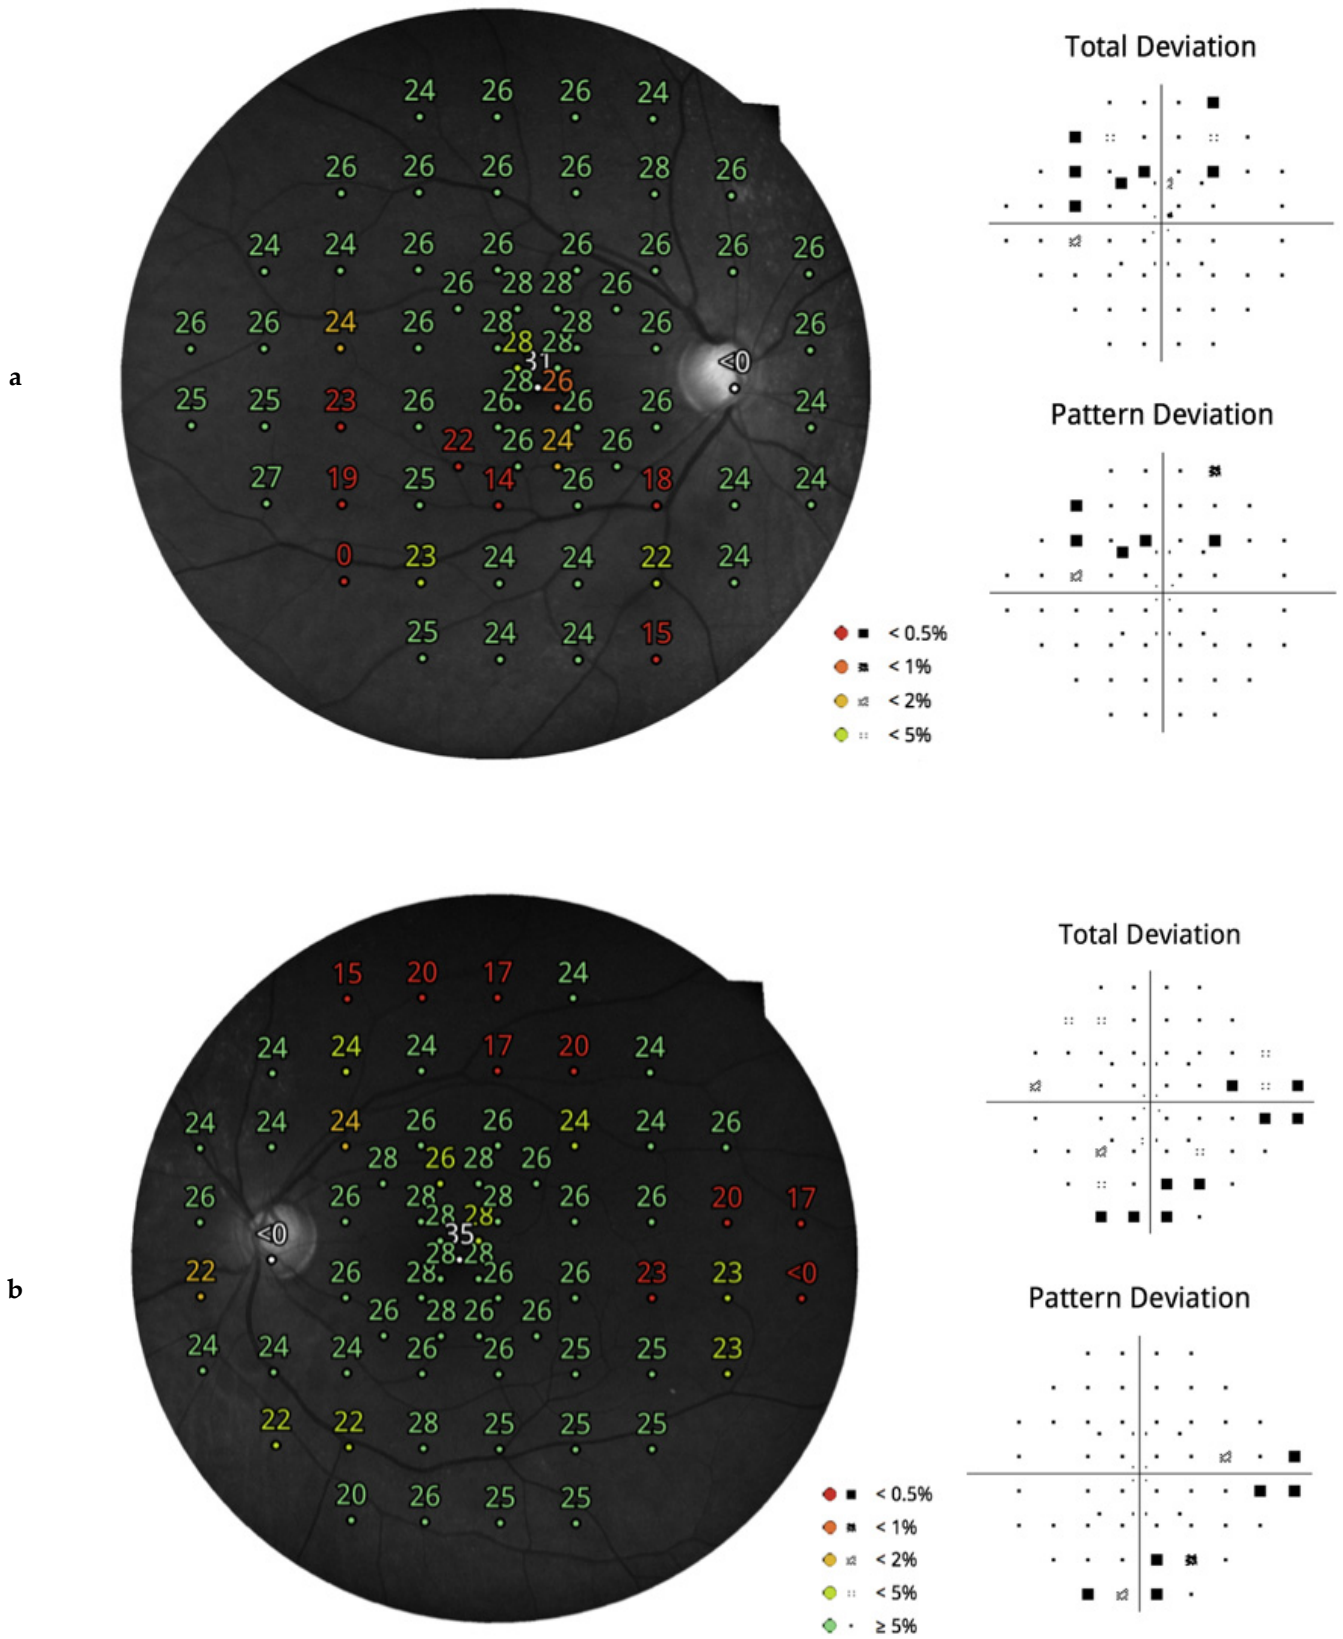 Total Deviation
24 26 26 24
26 26 26 26 28 26
24 24 26 26 26 26 26 26
26 28 28 26
26 26 24 26 28 28 26 26
28 28
31 <0
a
28 26
Pattern Deviation
25 25 23 26 26 26 26 24
22 26 24 26
27 19 25 14 26 18 24 24
0 23 24 24 22 24
25 24 24 15
< 0.5%
< 1%
< 2%
< 5%
Total Deviation
15 20 17 24
24 24 24 17 20 24
24 24 24 26 26 24 24 26
28 26 28 26
26 26 28 28 26 26 20 17
28 28
<0 35
28 28
22 26 28 26 26 23 23 <0
b
Pattern Deviation
26 28 26 26
24 24 24 26 26 25 25 23
22 22 28 25 25 25
20 26 25 25
< 0.5%
< 1%
< 2%
< 5%
≥ 5%